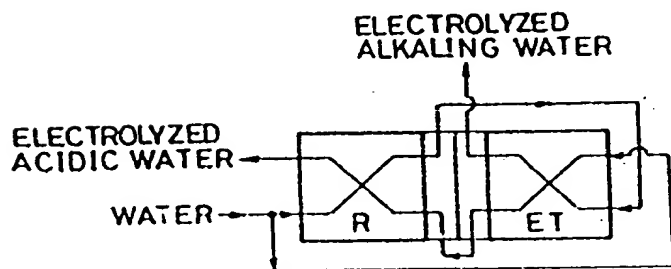 ELECTROLYZED
ALKALING WATER
ELECTROLYZED
ACIDIC WATER
WATER
R
ET